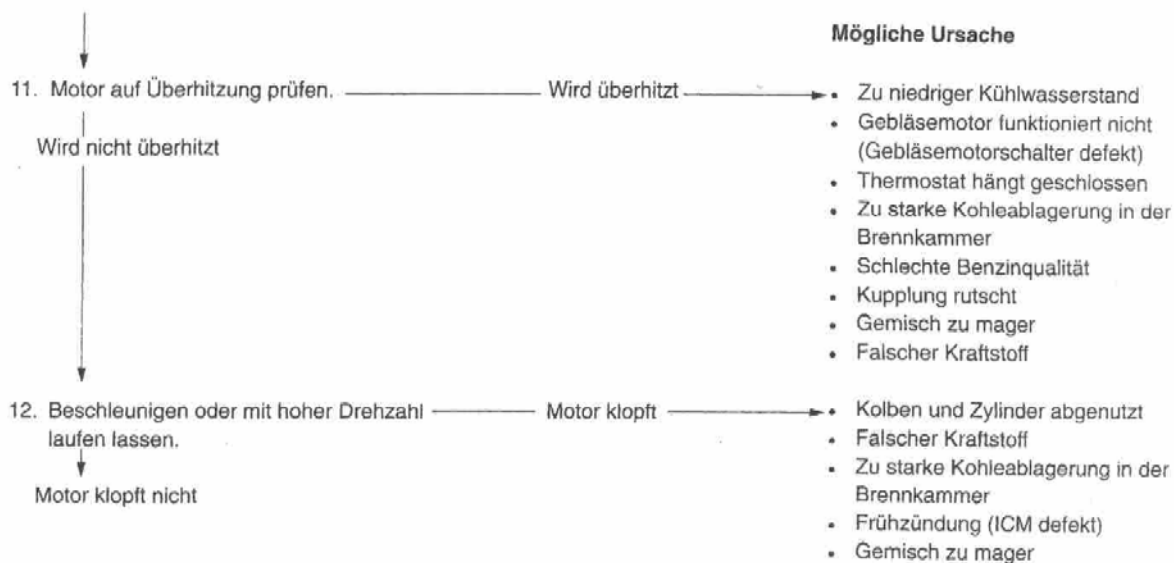 Mögliche Ursache
11. Motor auf Überhitzung prüfen. Wird überhitzt
• Zu niedriger Kühlwasserstand
• Gebläsemotor funktioniert nicht
(Gebläsemotorschalter defekt)
• Thermostat hängt geschlossen
• Zu starke Kohleablagerung in der
Brennkammer
• Schlechte Benzinqualität
• Kupplung rutscht
• Gemisch zu mager
• Falscher Kraftstoff
Wird nicht überhitzt
12. Beschleunigen oder mit hoher Drehzahl
laufen lassen.
Motor klopft
• Kolben und Zylinder abgenutzt
• Falscher Kraftstoff
• Zu starke Kohleablagerung in der
Brennkammer
• Frühzündung (ICM defekt)
• Gemisch zu mager
Motor klopft nicht